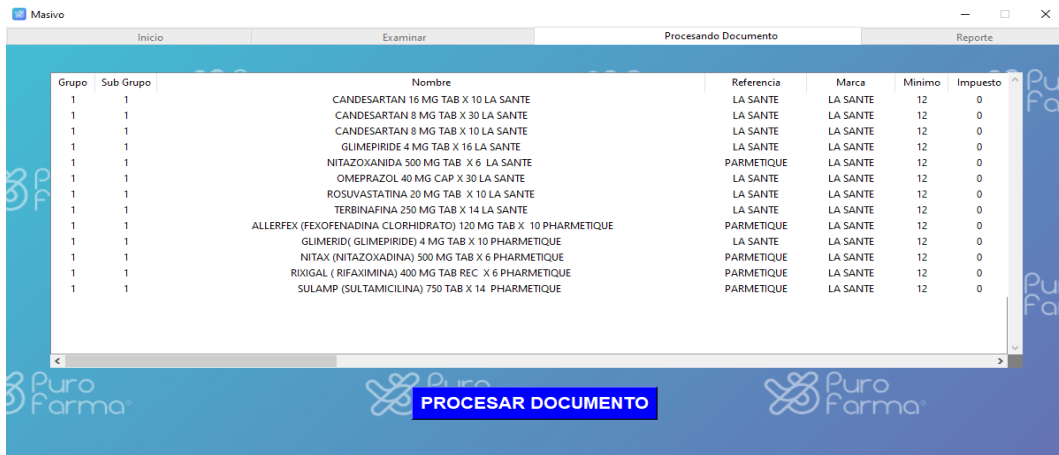 Masivo
Inicio Examinar Procesando Documento Reporte
Grupo Sub Grupo Nombre Referencia Marca Minimo Impuesto
1 1 CANDESARTAN 16 MG TAB X 10 LA SANTE LA SANTE LA SANTE 12 0
1 1 CANDESARTAN 8 MG TAB X 30 LA SANTE LA SANTE LA SANTE 12 0
1 1 CANDESARTAN 8 MG TAB X 10 LA SANTE LA SANTE LA SANTE 12 0
1 1 GLIMEPIRIDE 4 MG TAB X 16 LA SANTE LA SANTE LA SANTE 12 0
1 1 NITAZOXANIDA 500 MG TAB X 6 LA SANTE PARMETIQUE LA SANTE 12 0
1 1 OMEPRAZOL 40 MG CAP X 30 LA SANTE LA SANTE LA SANTE 12 0
1 1 ROSUVASTATINA 20 MG TAB X 10 LA SANTE LA SANTE LA SANTE 12 0
1 1 TERBINAFINA 250 MG TAB X 14 LA SANTE LA SANTE LA SANTE 12 0
1 1 ALLERFEX (FEXOFENADINA CLORHIDRATO) 120 MG TAB X 10 PHARMETIQUE PARMETIQUE LA SANTE 12 0
1 1 GLIMERID( GLIMEPIRIDE) 4 MG TAB X 10 PHARMETIQUE LA SANTE LA SANTE 12 0
1 1 NITAX (NITAZOXADINA) 500 MG TAB X 6 PHARMETIQUE PARMETIQUE LA SANTE 12 0
1 1 RIXIGAL ( RIFAXIMINA) 400 MG TAB REC X 6 PHARMETIQUE PARMETIQUE LA SANTE 12 0
1 1 SULAMP (SULTAMICILINA) 750 TAB X 14 PHARMETIQUE PARMETIQUE LA SANTE 12 0
Puro Farma®
Puro Farma®
PROCESAR DOCUMENTO